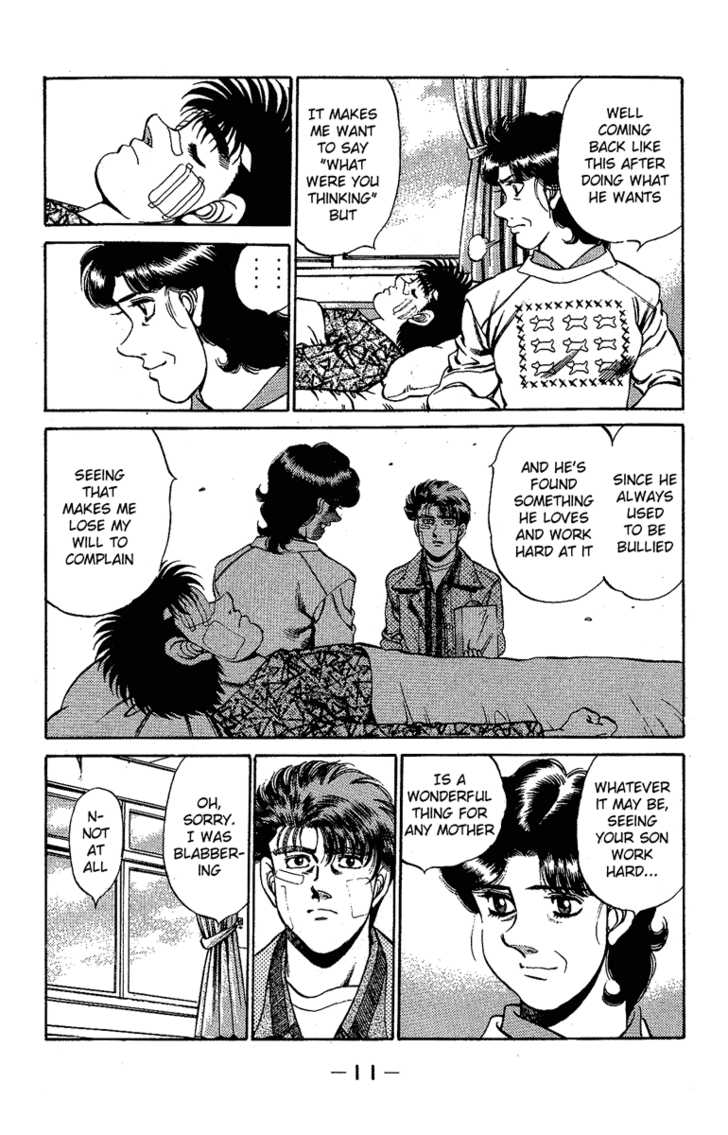 WELL
COMING
BACK LIKE
THIS AFTER
DOING WHAT
HE WANTS
IT MAKES
ME WANT
TO SAY
"WHAT
WERE YOU
THINKING"
BUT
......
SINCE HE
ALWAYS
USED
TO BE
BULLIED
AND HE'S
FOUND
SOMETHING
HE LOVES
AND WORK
HARD AT IT
SEEING
THAT
MAKES ME
LOSE MY
WILL TO
COMPLAIN
WHATEVER
IT MAY BE,
SEEING
YOUR SON
WORK
HARD...
IS A
WONDERFUL
THING FOR
ANY MOTHER
OH,
SORRY.
I WAS
BLABBER-
ING
N-
NOT
AT
ALL
— 11 —